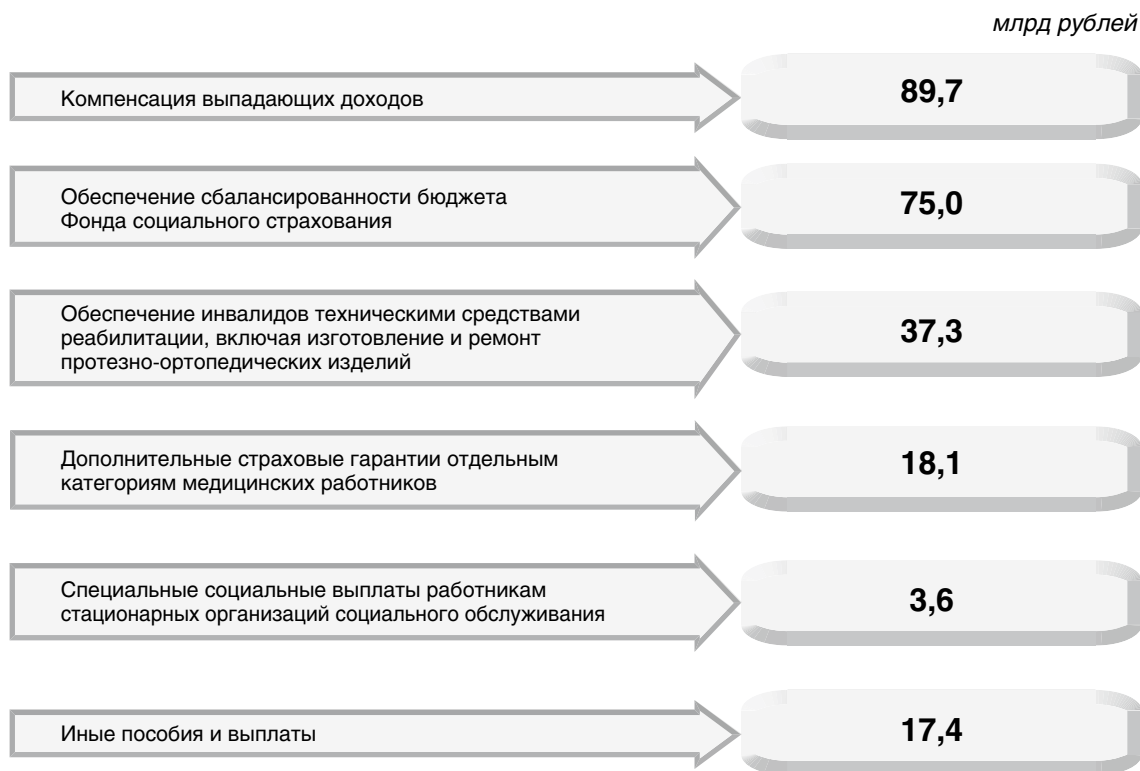 млрд рублей
Компенсация выпадающих доходов
89,7
Обеспечение сбалансированности бюджета
Фонда социального страхования
75,0
Обеспечение инвалидов техническими средствами
реабилитации, включая изготовление и ремонт
протезно-ортопедических изделий
37,3
Дополнительные страховые гарантии отдельным
категориям медицинских работников
18,1
Специальные социальные выплаты работникам
стационарных организаций социального обслуживания
3,6
Иные пособия и выплаты
17,4